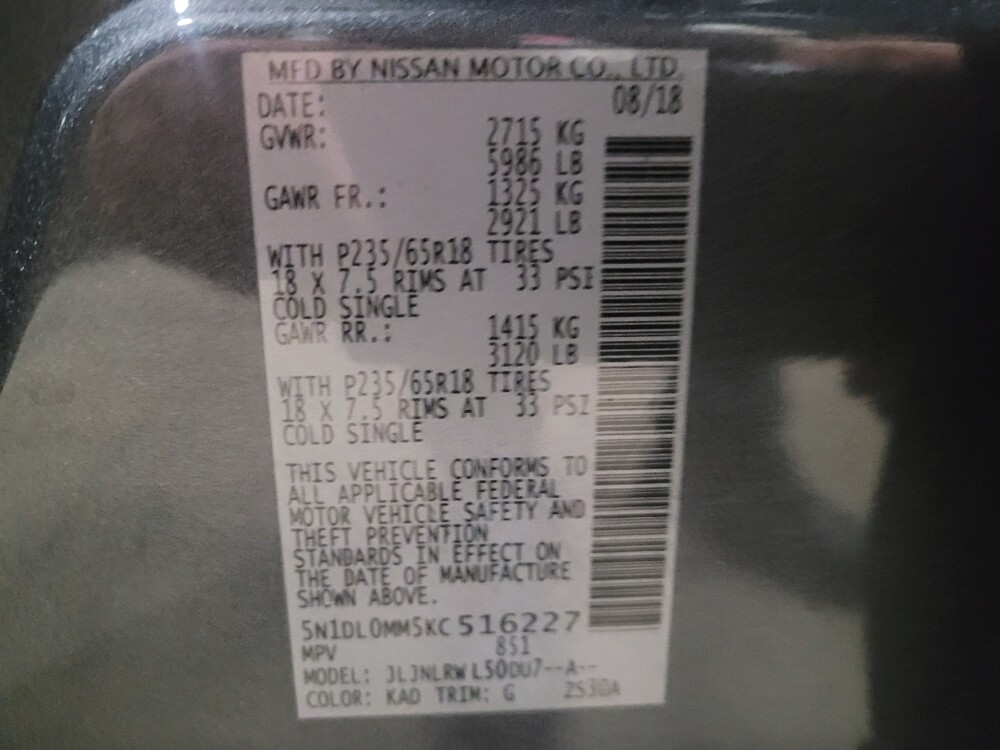 MFD BY NISSAN MOTOR CO., LTD.
DATE: 08/18
GVWR: 2715 KG
5986 LB
GAWR FR.: 1325 KG
2921 LB
WITH P235/65R18 TIRES
18 X 7.5 RIMS AT 33 PSI
COLD SINGLE
GAWR RR.: 1415 KG
3120 LB
WITH P235/65R18 TIRES
18 X 7.5 RIMS AT 33 PSI
COLD SINGLE
THIS VEHICLE CONFORMS TO
ALL APPLICABLE FEDERAL
MOTOR VEHICLE SAFETY AND
THEFT PREVENTION
STANDARDS IN EFFECT ON
THE DATE OF MANUFACTURE
SHOWN ABOVE.
5N1DL0MM5KC516227
MPV 851
MODEL: JLJNLRWL50DU7--A--
COLOR: KAD TRIM: G 2S30A